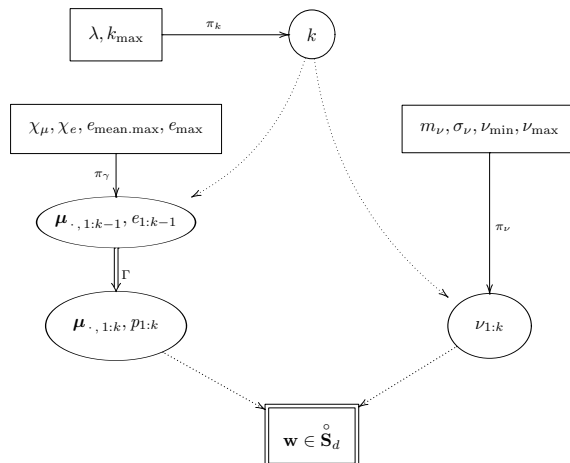 λ, k_max
π_k
k
χ_μ, χ_e, e_mean.max, e_max
m_ν, σ_ν, ν_min, ν_max
π_γ
μ_{·,1:k−1}, e_{1:k−1}
π_ν
Γ
μ_{·,1:k}, p_{1:k}
ν_{1:k}
w ∈ S̊_d